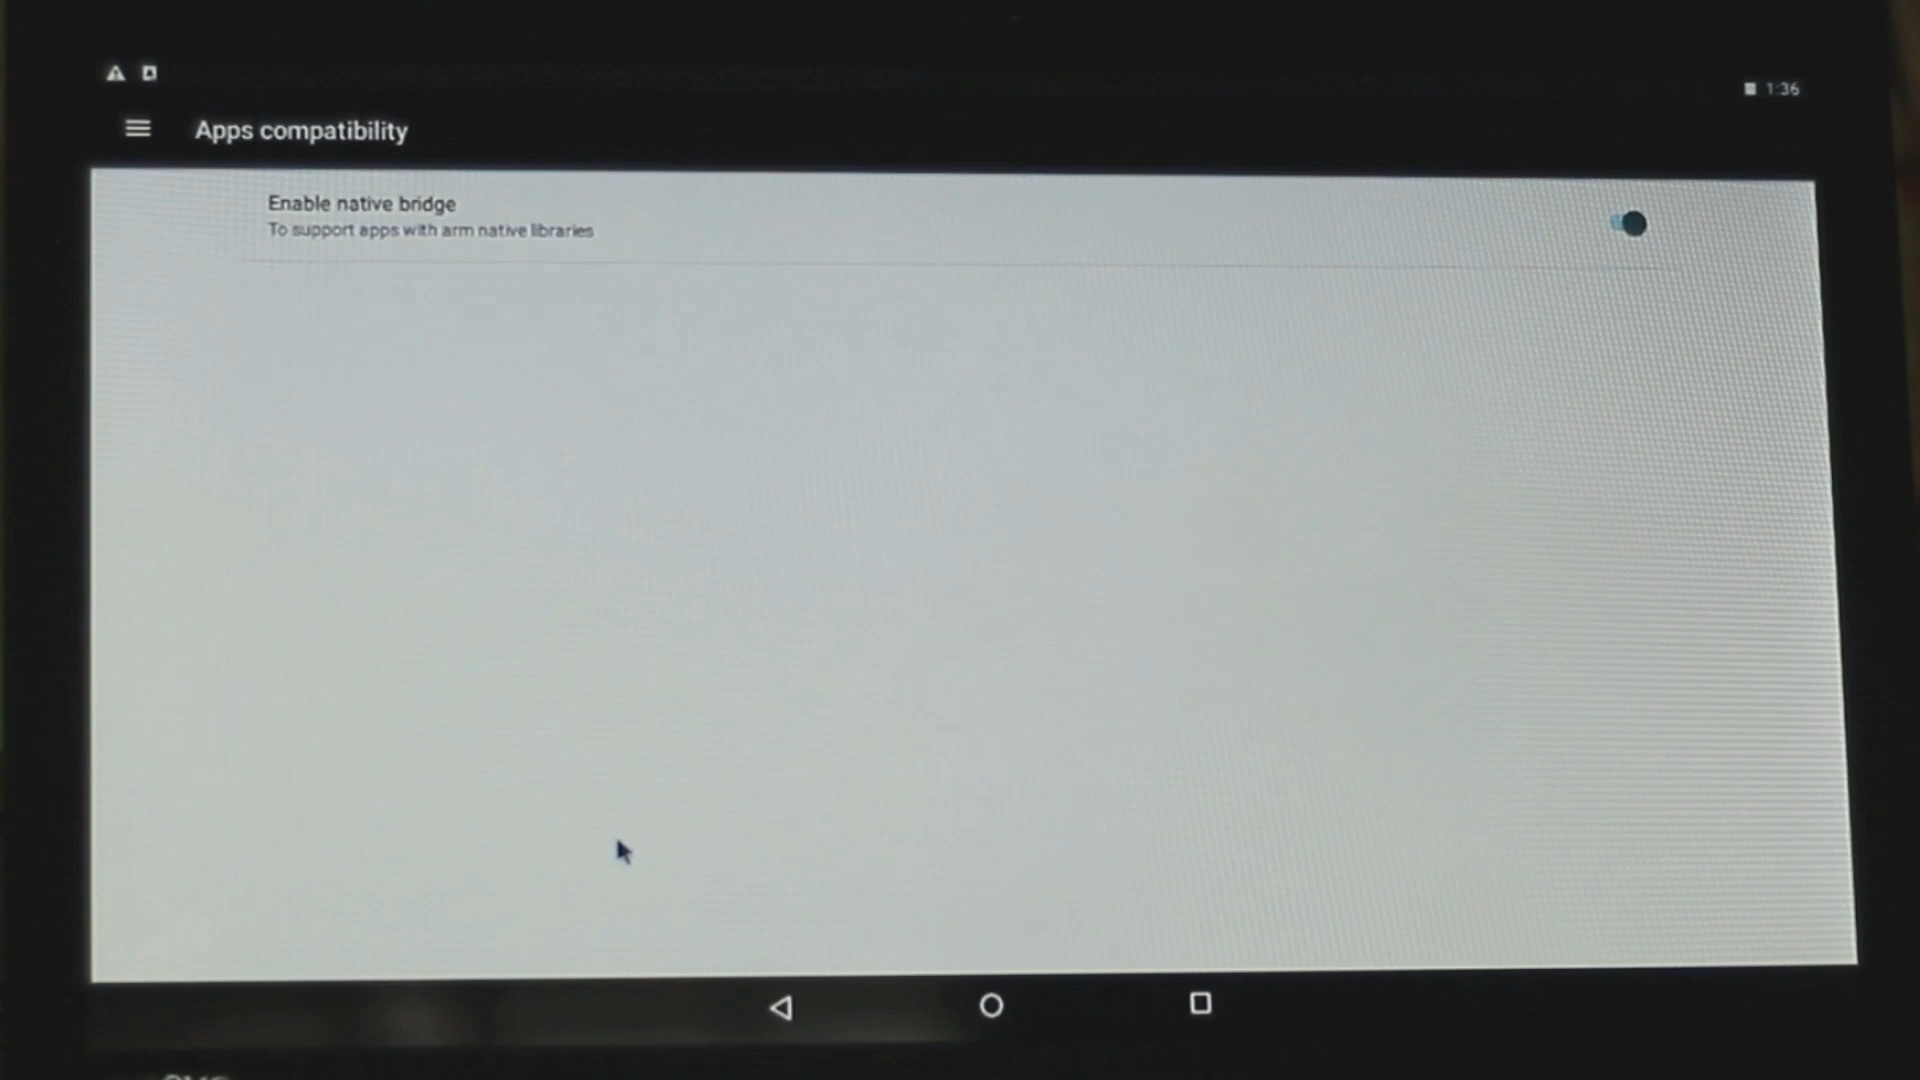 1:36
Apps compatibility
Enable native bridge
To support apps with arm native libraries